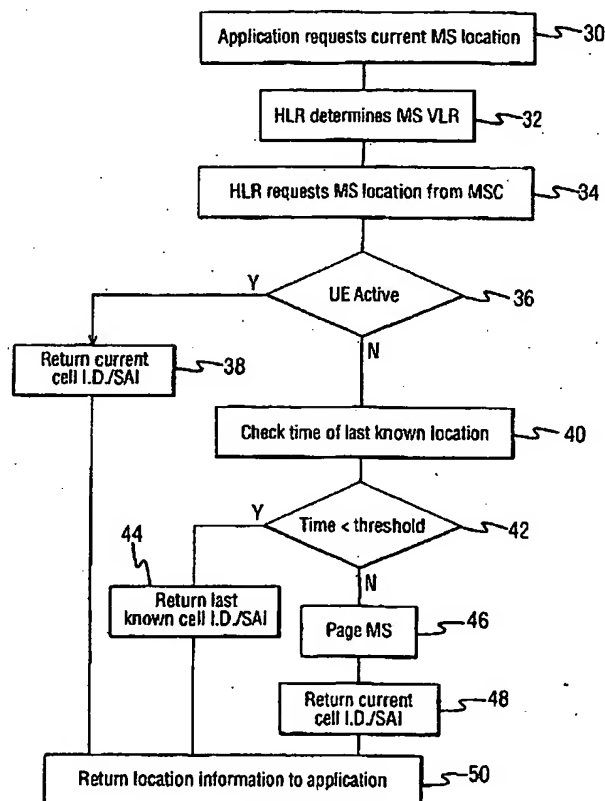 Application requests current MS location
30
HLR determines MS VLR
32
HLR requests MS location from MSC
34
Y
UE Active
36
N
Return current
cell I.D./SAI
38
Check time of last known location
40
Y
Time < threshold
42
44
N
Return last
known cell I.D./SAI
Page MS
46
Return current
cell I.D./SAI
48
Return location information to application
50